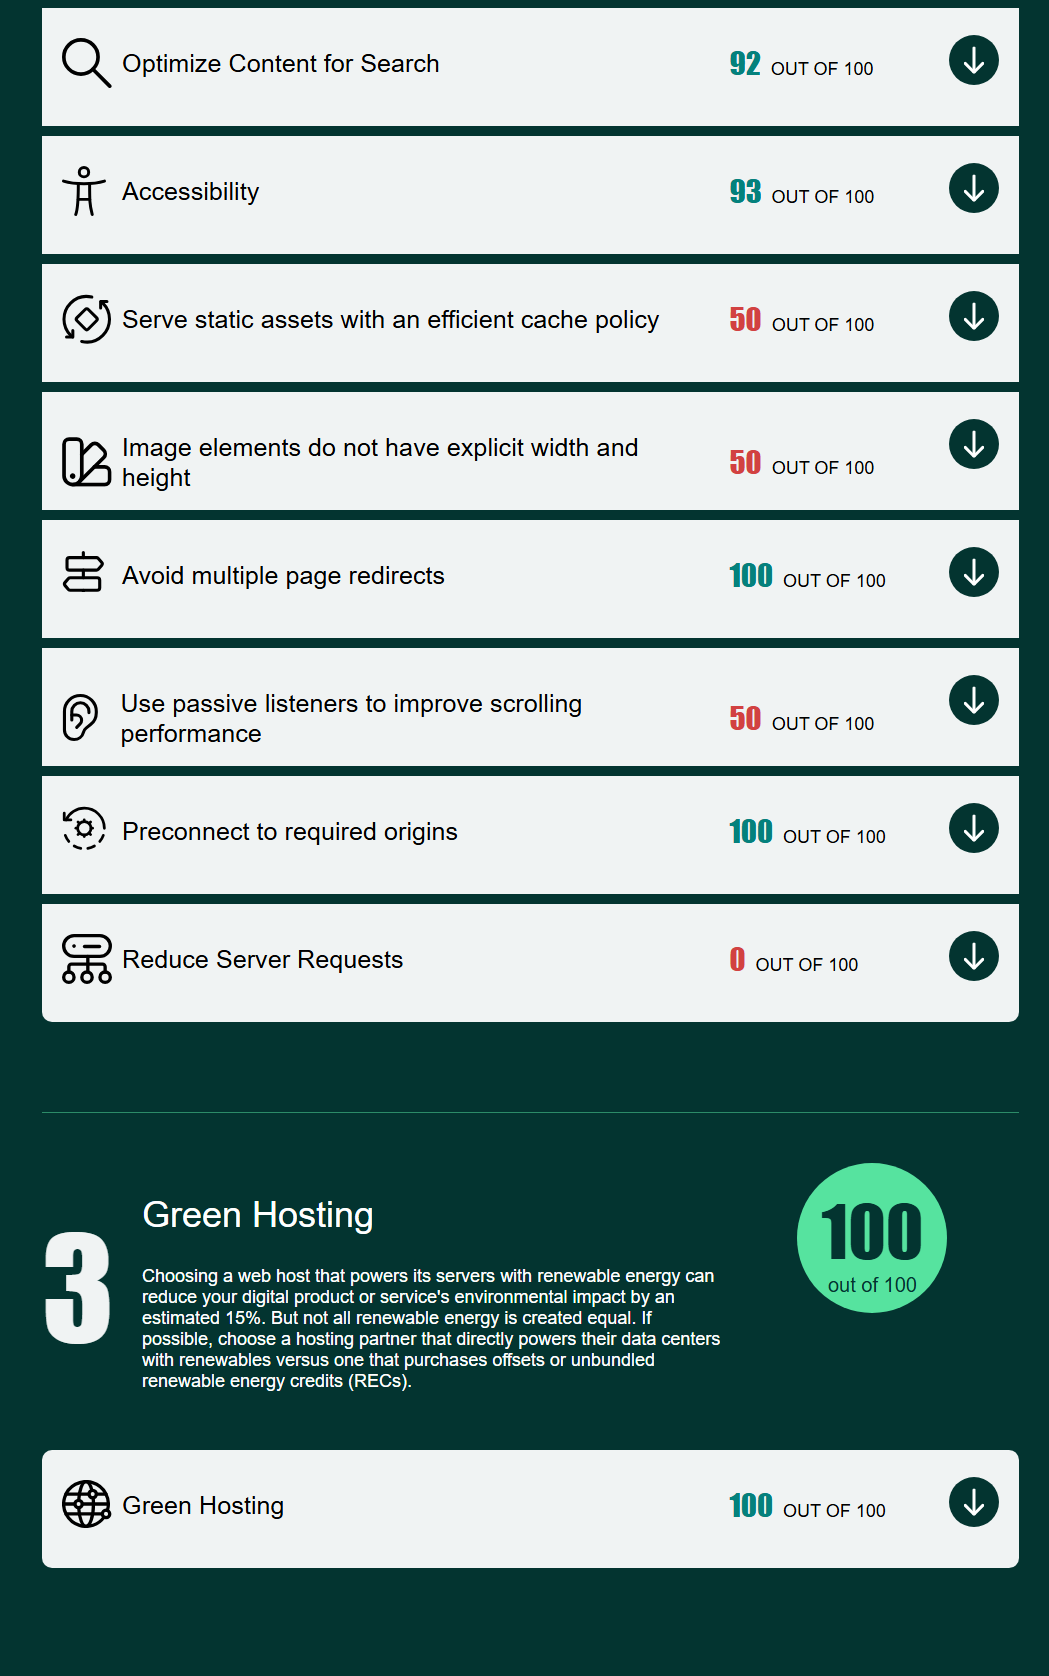 Optimize Content for Search
92 OUT OF 100
Accessibility
93 OUT OF 100
Serve static assets with an efficient cache policy
50 OUT OF 100
Image elements do not have explicit width and
height
50 OUT OF 100
Avoid multiple page redirects
100 OUT OF 100
Use passive listeners to improve scrolling
performance
50 OUT OF 100
Preconnect to required origins
100 OUT OF 100
Reduce Server Requests
0 OUT OF 100
3
Green Hosting
Choosing a web host that powers its servers with renewable energy can
reduce your digital product or service's environmental impact by an
estimated 15%. But not all renewable energy is created equal. If
possible, choose a hosting partner that directly powers their data centers
with renewables versus one that purchases offsets or unbundled
renewable energy credits (RECs).
100
out of 100
Green Hosting
100 OUT OF 100